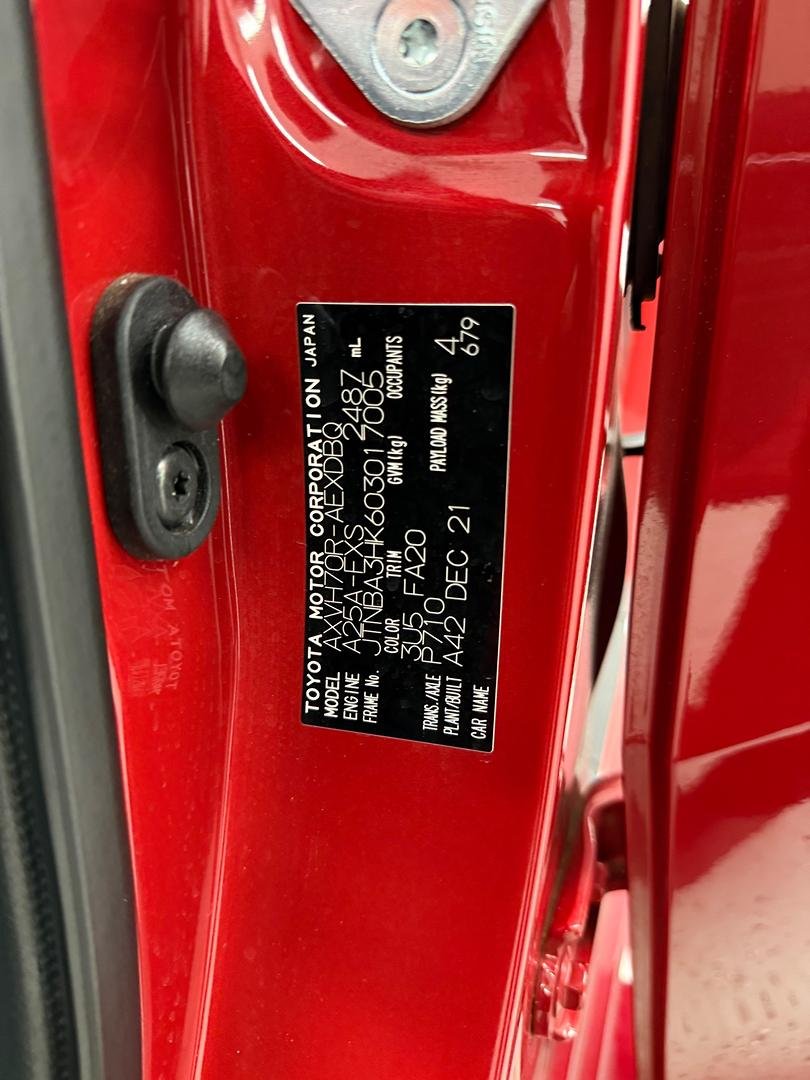 TOYOTA MOTOR CORPORATION JAPAN
MODEL AXVH70R-AEXDBQ
ENGINE A25A-FXS 2487 mL
FRAME No. JTNBA3HK603017005
COLOR TRIM GVM(kg) OCCUPANTS
3U5 FA20 4
TRANS./AXLE P710 PAYLOAD MASS(kg) 679
PLANT/BUILT A42 DEC 21
CAR NAME